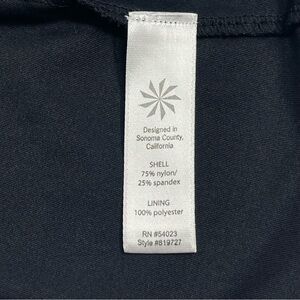 Designed in
Sonoma County,
California
SHELL
75% nylon/
25% spandex
LINING
100% polyester
RN #54023
Style #819727